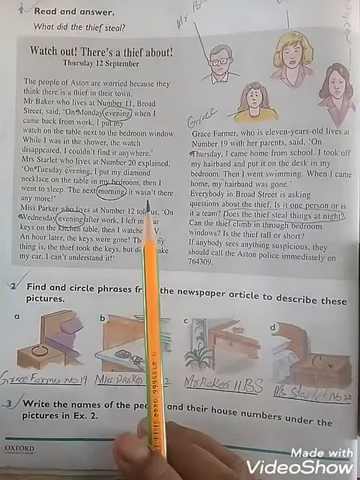 1 Read and answer.
What did the thief steal?
Watch out! There's a thief about!
Thursday 12 September
The people of Aston are worried because they
think there is a thief in their town.
Mr Baker who lives at Number 11, Broad
Street, said, 'On Monday evening when I
came back from work, I put my
watch on the table next to the bedroom window.
While I was in the shower, the watch
disappeared. I couldn't find it anywhere.'
Mrs Starlet who lives at Number 20 explained,
'On Tuesday evening, I put my diamond
necklace on the table in my bedroom, then I
went to sleep. The next morning it wasn't there
any more!'
Miss Parker who lives at Number 12 told us, 'On
Wednesday evening after work, I left
keys on the kitchen table, then I watched
An hour later, the keys were gone! The
thing is, the thief took the keys, but di
my car. I can't understand it!'
Grace
Grace Farmer, who is eleven-years-old lives at
Number 19 with her parents, said, 'On
Thursday, I came home from school. I took off
my hairband and put it on the desk in my
bedroom. Then I went swimming. When I came
home, my hairband was gone.'
Everybody in Broad Street is asking
questions about the thief. Is it one person or is
it a team? Does the thief steal things at night?
Can the thief climb in through bedroom
windows? Is the thief tall or short?
If anybody sees anything suspicious, they
should call the Aston police immediately on
764309.
2 Find and circle phrases from the newspaper article to describe these
pictures.
a b c d
Grace Farmer No 19
3 Write the names of the people and their house numbers under the
pictures in Ex. 2.
OXFORD
Made with
VideoShow